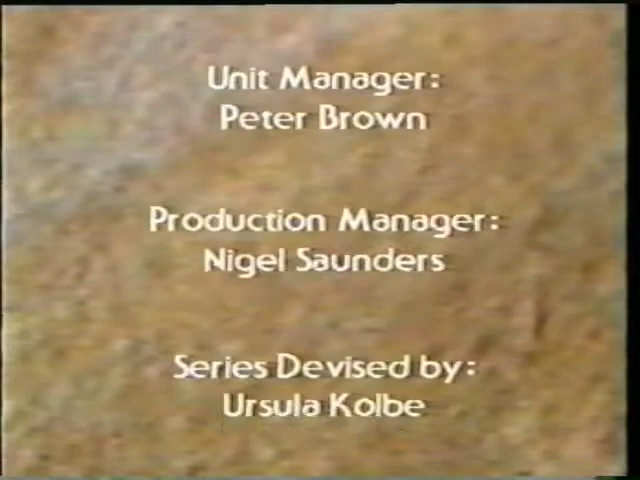 Unit Manager:
Peter Brown
Production Manager:
Nigel Saunders
Series Devised by:
Ursula Kolbe